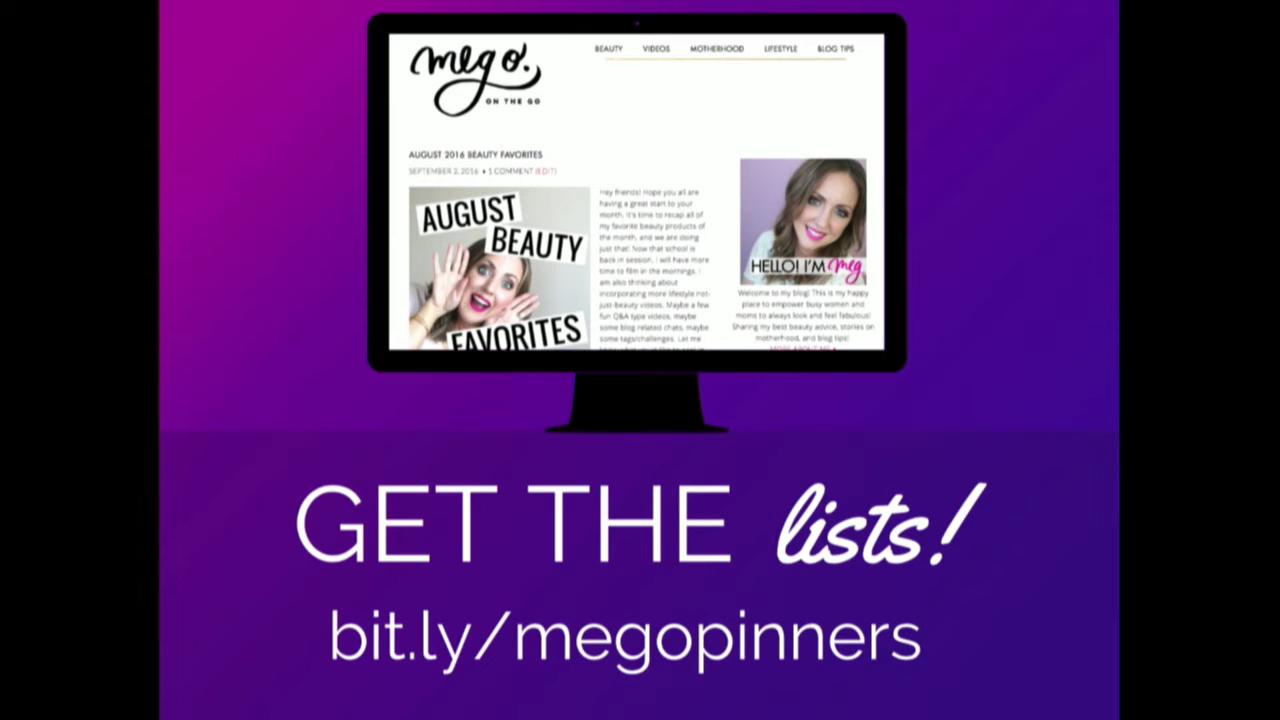 meg o.
ON THE GO
BEAUTY VIDEOS MOTHERHOOD LIFESTYLE BLOG TIPS
AUGUST 2016 BEAUTY FAVORITES
SEPTEMBER 2, 2016 • 1 COMMENT (EDIT)
AUGUST
BEAUTY
FAVORITES
Hey friends! Hope you all are
having a great start to your
month. It's time to recap all of
my favorite beauty products of
the month, and we are doing
just that! Now that school is
back in session, I will have more
time to film in the mornings. I
am also thinking about
incorporating more lifestyle not-
just-beauty videos. Maybe a few
fun Q&A type videos, maybe
some blog related chats, maybe
some tags/challenges. Let me
HELLO! I'M meg
Welcome to my blog! This is my happy
place to empower busy women and
moms to always look and feel fabulous!
Sharing my best beauty advice, stories on
motherhood, and blog tips!
GET THE lists!
bit.ly/megopinners